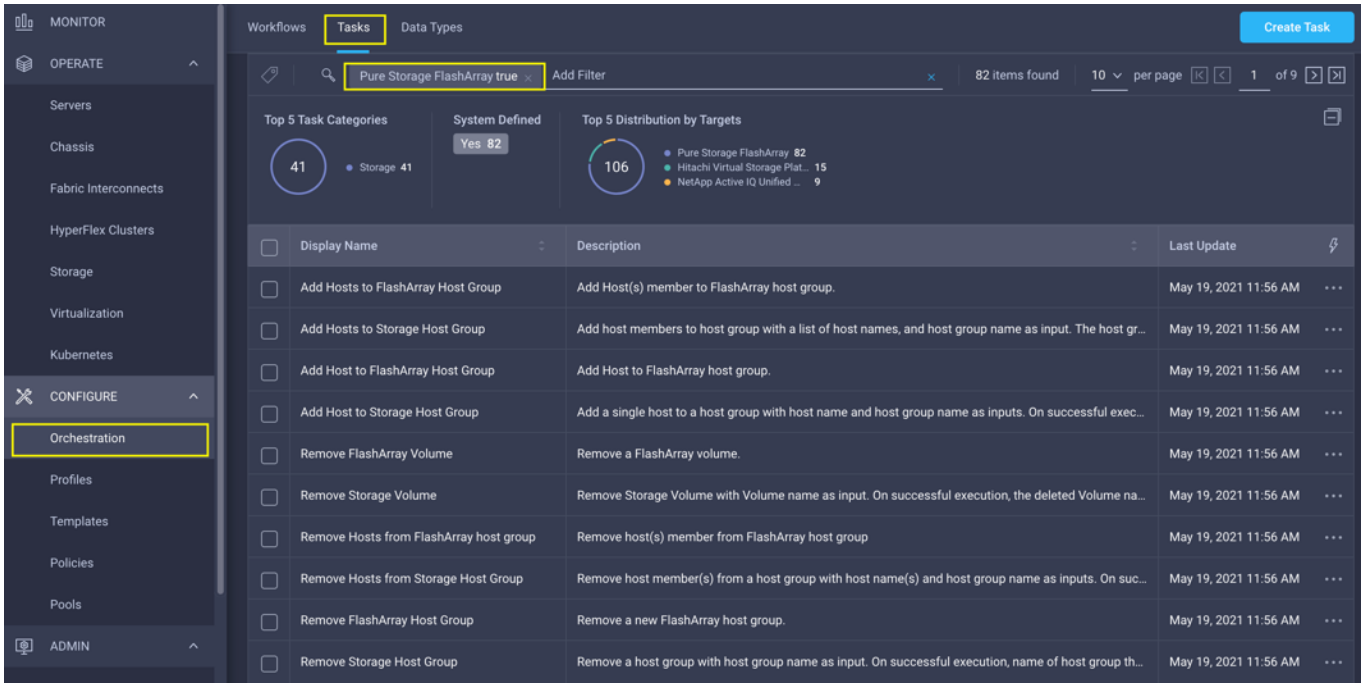 MONITOR
OPERATE
Servers
Chassis
Fabric Interconnects
HyperFlex Clusters
Storage
Virtualization
Kubernetes
CONFIGURE
Orchestration
Profiles
Templates
Policies
Pools
ADMIN
Workflows Tasks Data Types Create Task
Pure Storage FlashArray true × Add Filter × 82 items found 10 per page 1 of 9
Top 5 Task Categories
41
Storage 41
System Defined
Yes 82
Top 5 Distribution by Targets
106
Pure Storage FlashArray 82
Hitachi Virtual Storage Plat... 15
NetApp Active IQ Unified ... 9
Display Name Description Last Update
Add Hosts to FlashArray Host Group Add Host(s) member to FlashArray host group. May 19, 2021 11:56 AM ...
Add Hosts to Storage Host Group Add host members to host group with a list of host names, and host group name as input. The host gr... May 19, 2021 11:56 AM ...
Add Host to FlashArray Host Group Add Host to FlashArray host group. May 19, 2021 11:56 AM ...
Add Host to Storage Host Group Add a single host to a host group with host name and host group name as inputs. On successful exec... May 19, 2021 11:56 AM ...
Remove FlashArray Volume Remove a FlashArray volume. May 19, 2021 11:56 AM ...
Remove Storage Volume Remove Storage Volume with Volume name as input. On successful execution, the deleted Volume na... May 19, 2021 11:56 AM ...
Remove Hosts from FlashArray host group Remove host(s) member from FlashArray host group May 19, 2021 11:56 AM ...
Remove Hosts from Storage Host Group Remove host member(s) from a host group with host name(s) and host group name as inputs. On suc... May 19, 2021 11:56 AM ...
Remove FlashArray Host Group Remove a new FlashArray host group. May 19, 2021 11:56 AM ...
Remove Storage Host Group Remove a host group with host group name as input. On successful execution, name of host group th... May 19, 2021 11:56 AM ...